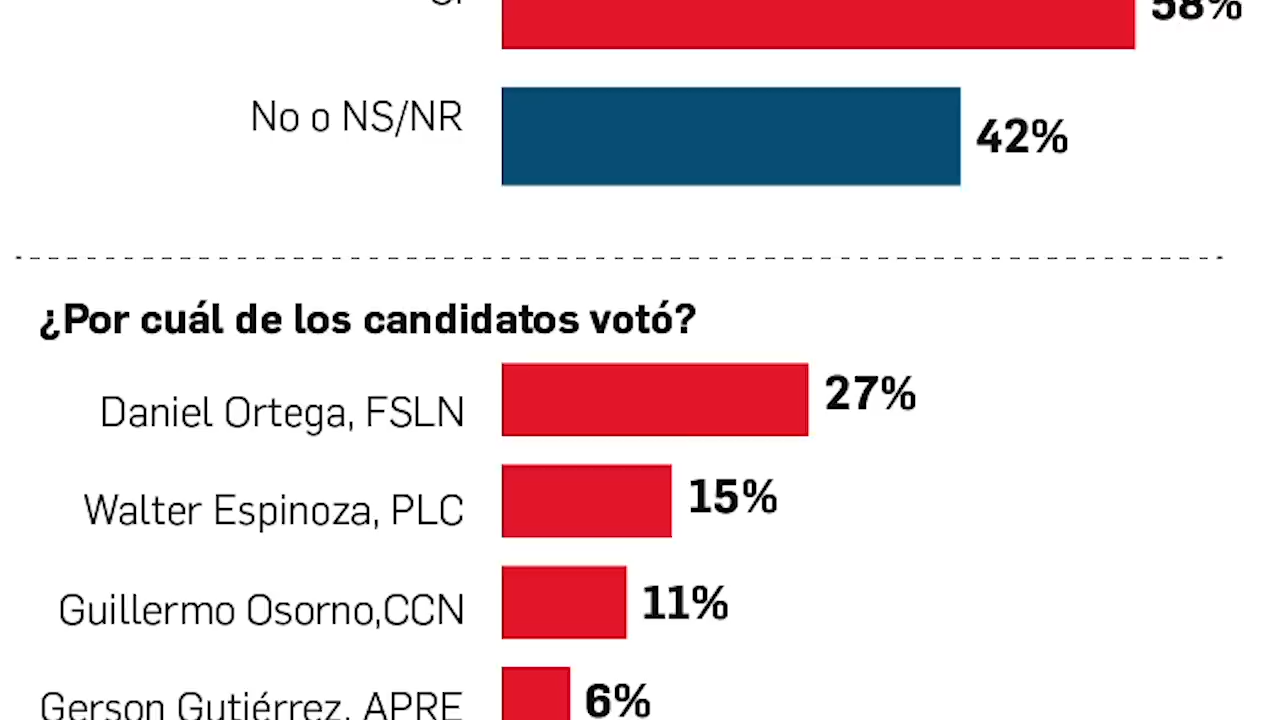 58%
No o NS/NR
42%
¿Por cuál de los candidatos votó?
Daniel Ortega, FSLN
27%
Walter Espinoza, PLC
15%
Guillermo Osorno,CCN
11%
Gerson Gutiérrez, APRE
6%